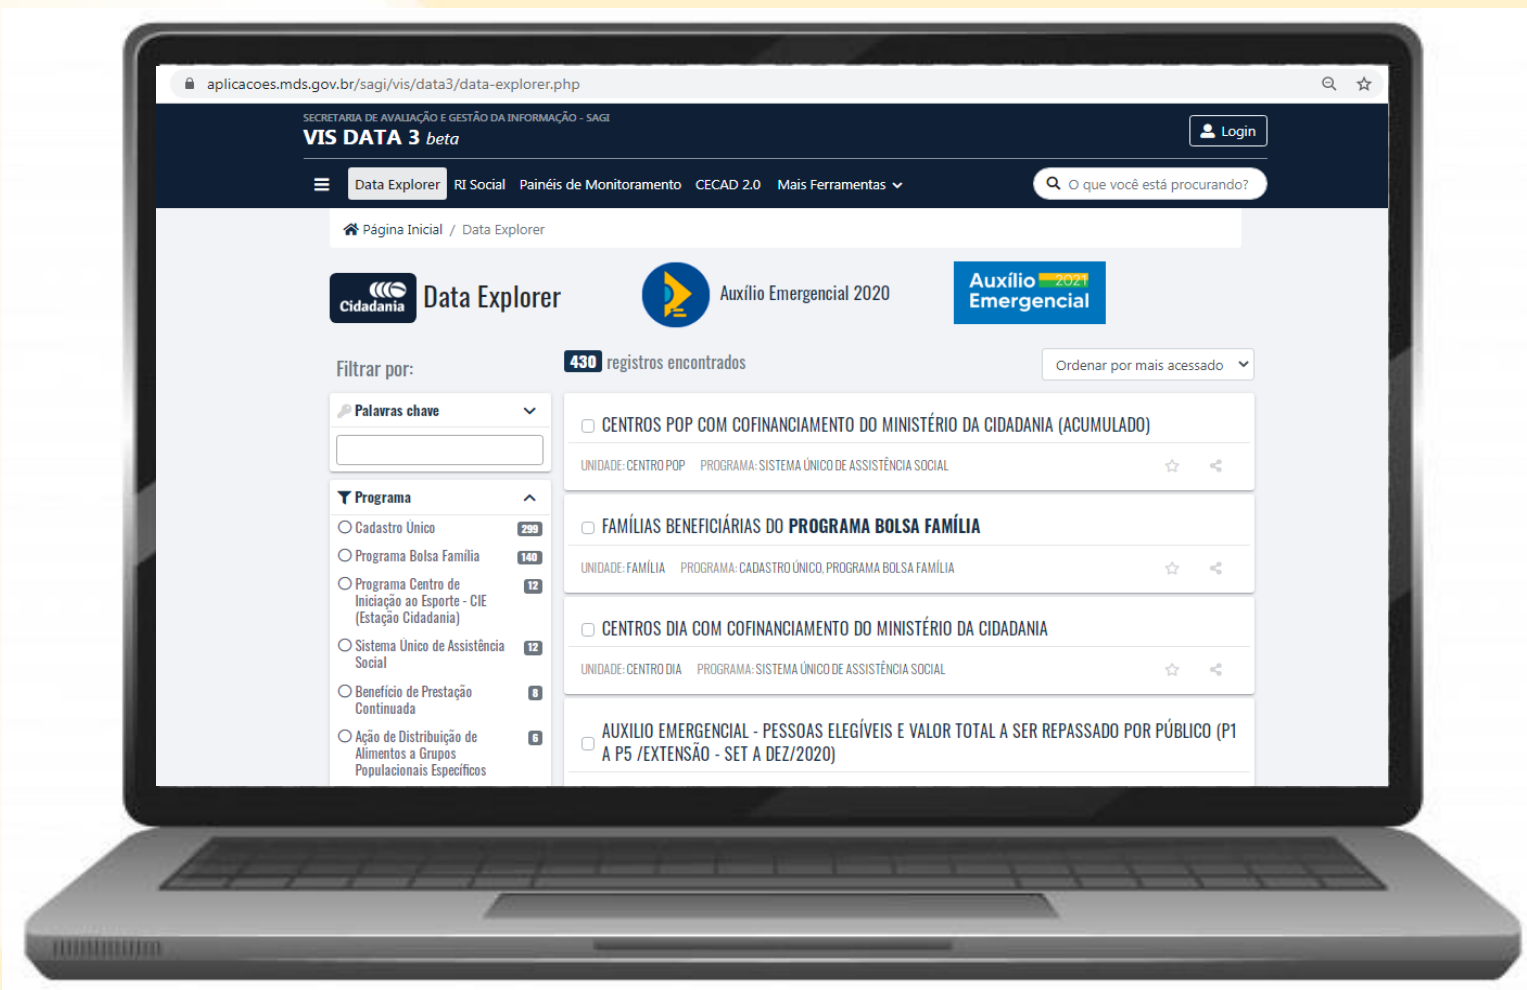 aplicacoes.mds.gov.br/sagi/vis/data3/data-explorer.php
SECRETARIA DE AVALIAÇÃO E GESTÃO DA INFORMAÇÃO - SAGI
VIS DATA 3 beta
Login
Data Explorer RI Social Painéis de Monitoramento CECAD 2.0 Mais Ferramentas
O que você está procurando?
Página Inicial / Data Explorer
Cidadania
Data Explorer
Auxílio Emergencial 2020
Auxílio 2021
Emergencial
Filtrar por:
430 registros encontrados
Ordenar por mais acessado
Palavras chave
Programa
Cadastro Único 299
Programa Bolsa Família 140
Programa Centro de 12
Iniciação ao Esporte - CIE
(Estação Cidadania)
Sistema Único de Assistência 12
Social
Benefício de Prestação 8
Continuada
Ação de Distribuição de 6
Alimentos a Grupos
Populacionais Específicos
CENTROS POP COM COFINANCIAMENTO DO MINISTÉRIO DA CIDADANIA (ACUMULADO)
UNIDADE: CENTRO POP PROGRAMA: SISTEMA ÚNICO DE ASSISTÊNCIA SOCIAL
FAMÍLIAS BENEFICIÁRIAS DO PROGRAMA BOLSA FAMÍLIA
UNIDADE: FAMÍLIA PROGRAMA: CADASTRO ÚNICO, PROGRAMA BOLSA FAMÍLIA
CENTROS DIA COM COFINANCIAMENTO DO MINISTÉRIO DA CIDADANIA
UNIDADE: CENTRO DIA PROGRAMA: SISTEMA ÚNICO DE ASSISTÊNCIA SOCIAL
AUXILIO EMERGENCIAL - PESSOAS ELEGÍVEIS E VALOR TOTAL A SER REPASSADO POR PÚBLICO (P1
A P5 /EXTENSÃO - SET A DEZ/2020)